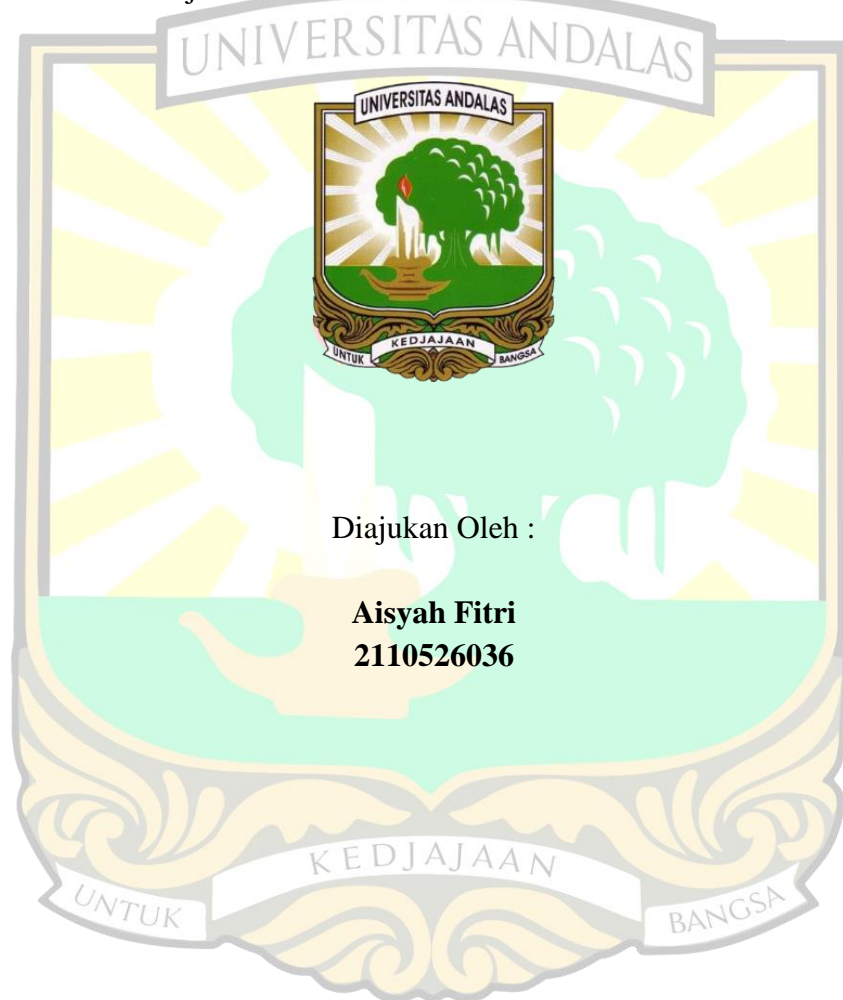 UNIVERSITAS ANDALAS
UNIVERSITAS ANDALAS
UNTUK KEDJAJAAN BANGSA
Diajukan Oleh :
Aisyah Fitri
2110526036
UNTUK KEDJAJAAN BANGSA